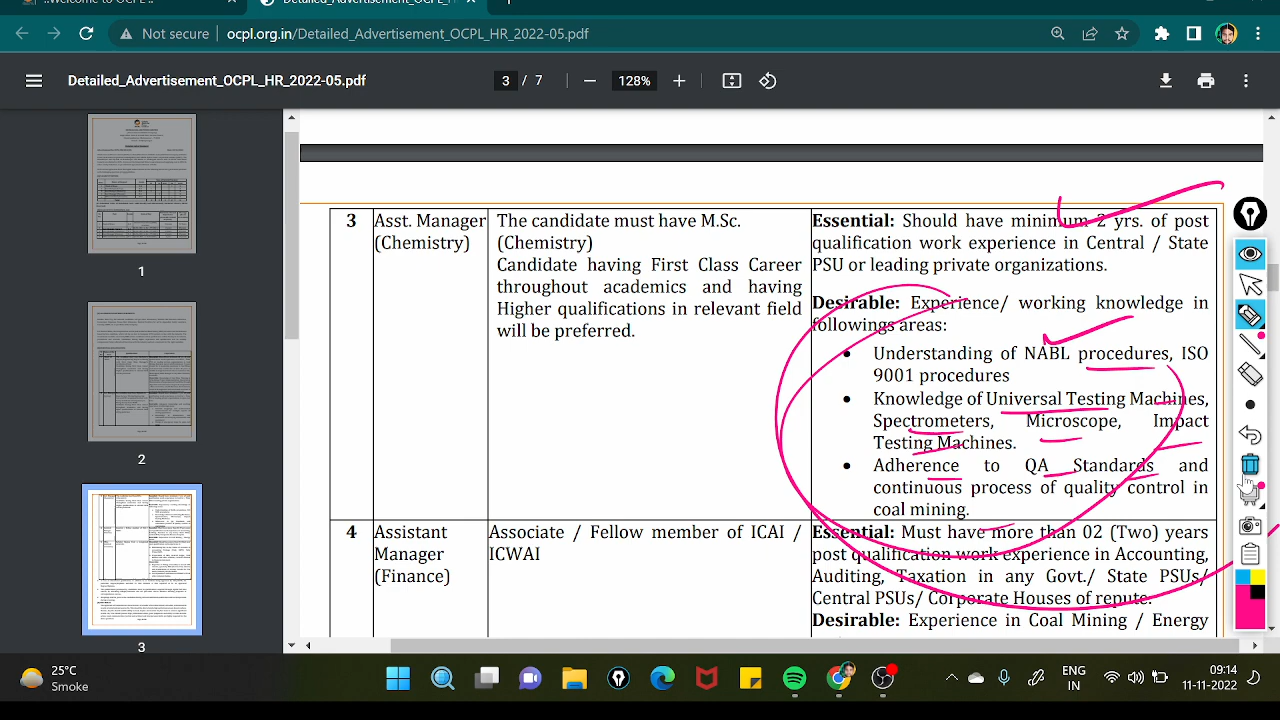 ..Welcome to OCPL ..
Detailed_Advertisement_OCPL_H
Not secure
ocpl.org.in/Detailed_Advertisement_OCPL_HR_2022-05.pdf
Detailed_Advertisement_OCPL_HR_2022-05.pdf
3 / 7
128%
1
2
3
3
Asst. Manager
(Chemistry)
The candidate must have M.Sc.
(Chemistry)
Candidate having First Class Career
throughout academics and having
Higher qualifications in relevant field
will be preferred.
Essential: Should have minimum 2 yrs. of post
qualification work experience in Central / State
PSU or leading private organizations.
Desirable: Experience/ working knowledge in
followings areas:
• Understanding of NABL procedures, ISO
9001 procedures
• Knowledge of Universal Testing Machines,
Spectrometers, Microscope, Impact
Testing Machines.
• Adherence to QA Standards and
continuous process of quality control in
coal mining.
4
Assistant
Manager
(Finance)
Associate / Fellow member of ICAI /
ICWAI
Essential: Must have more than 02 (Two) years
post qualification work experience in Accounting,
Auditing, Taxation in any Govt./ State PSUs/
Central PSUs/ Corporate Houses of repute.
Desirable: Experience in Coal Mining / Energy
25°C
Smoke
ENG
IN
09:14
11-11-2022